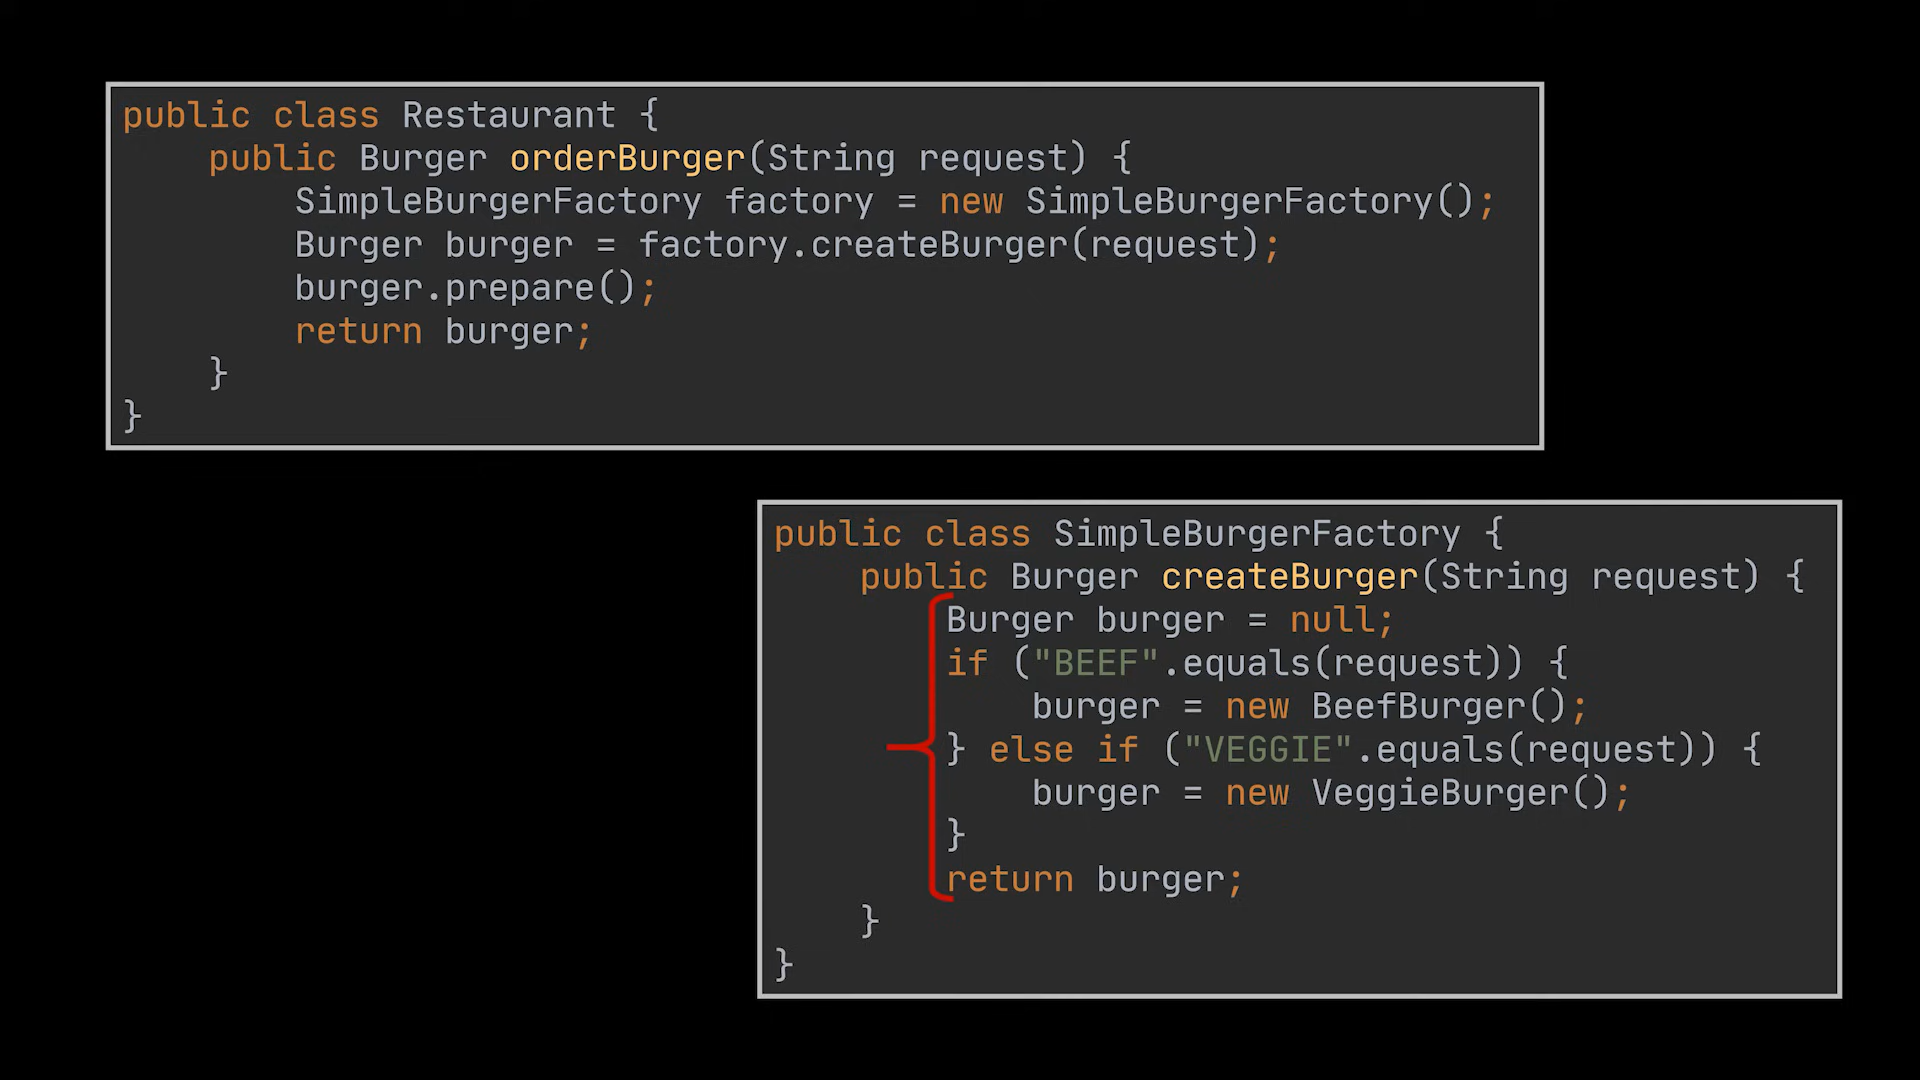 public class Restaurant {
    public Burger orderBurger(String request) {
        SimpleBurgerFactory factory = new SimpleBurgerFactory();
        Burger burger = factory.createBurger(request);
        burger.prepare();
        return burger;
    }
}
public class SimpleBurgerFactory {
    public Burger createBurger(String request) {
        Burger burger = null;
        if ("BEEF".equals(request)) {
            burger = new BeefBurger();
        } else if ("VEGGIE".equals(request)) {
            burger = new VeggieBurger();
        }
        return burger;
    }
}